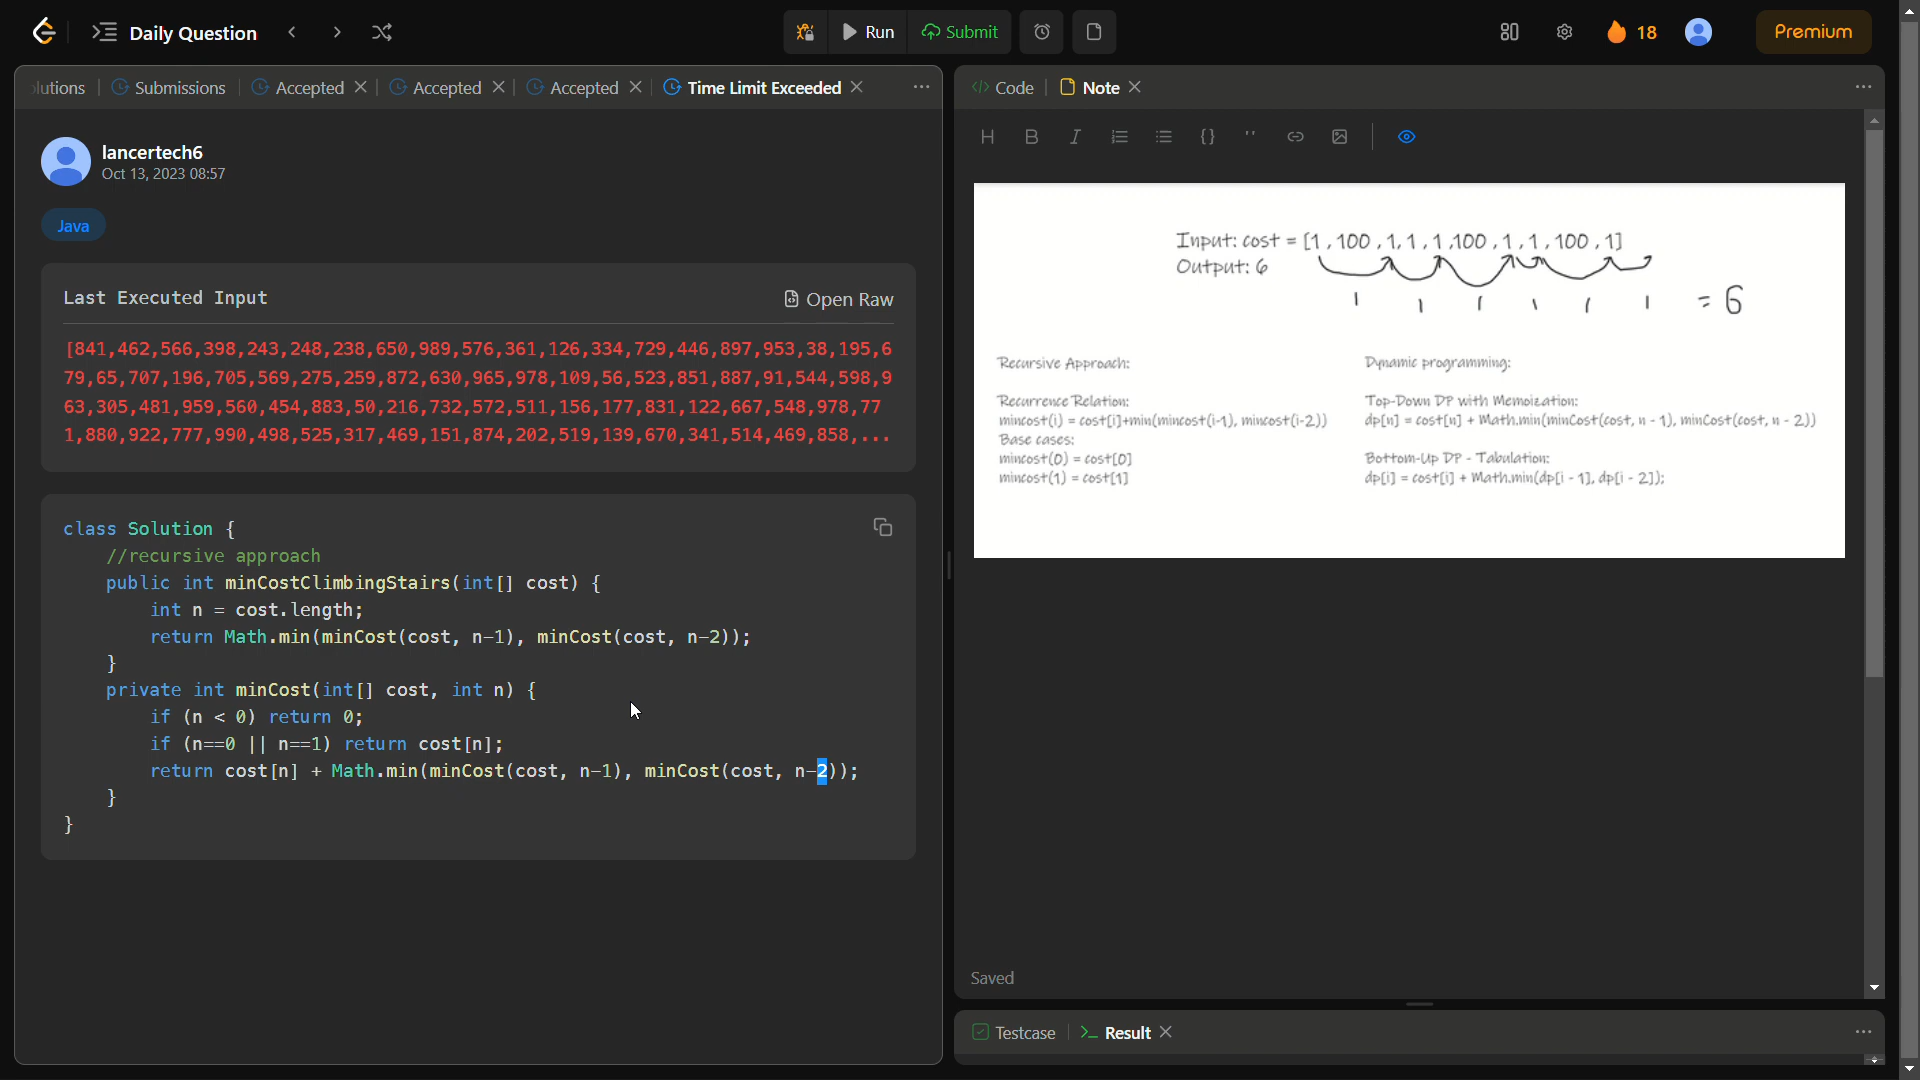 Daily Question
Run
Submit
18
Premium
lutions
Submissions
Accepted
Accepted
Accepted
Time Limit Exceeded
lancertech6
Oct 13, 2023 08:57
Java
Last Executed Input
Open Raw
[841,462,566,398,243,248,238,650,989,576,361,126,334,729,446,897,953,38,195,6
79,65,707,196,705,569,275,259,872,630,965,978,109,56,523,851,887,91,544,598,9
63,305,481,959,560,454,883,50,216,732,572,511,156,177,831,122,667,548,978,77
1,880,922,777,990,498,525,317,469,151,874,202,519,139,670,341,514,469,858,...
class Solution {
//recursive approach
public int minCostClimbingStairs(int[] cost) {
int n = cost.length;
return Math.min(minCost(cost, n-1), minCost(cost, n-2));
}
private int minCost(int[] cost, int n) {
if (n < 0) return 0;
if (n==0 || n==1) return cost[n];
return cost[n] + Math.min(minCost(cost, n-1), minCost(cost, n-2));
}
}
Code
Note
H B I {} "
Input: cost = [1,100,1,1,1,100,1,1,100,1]
Output: 6
1 1 1 1 1 1 = 6
Recursive Approach:
Recurrence Relation:
mincost(i) = cost[i]+min(mincost(i-1), mincost(i-2))
Base cases:
mincost(0) = cost[0]
mincost(1) = cost[1]
Dynamic programming:
Top-Down DP with Memoization:
dp[n] = cost[n] + Math.min(minCost(cost, n - 1), minCost(cost, n - 2))
Bottom-Up DP - Tabulation:
dp[i] = cost[i] + Math.min(dp[i - 1], dp[i - 2]);
Saved
Testcase
Result